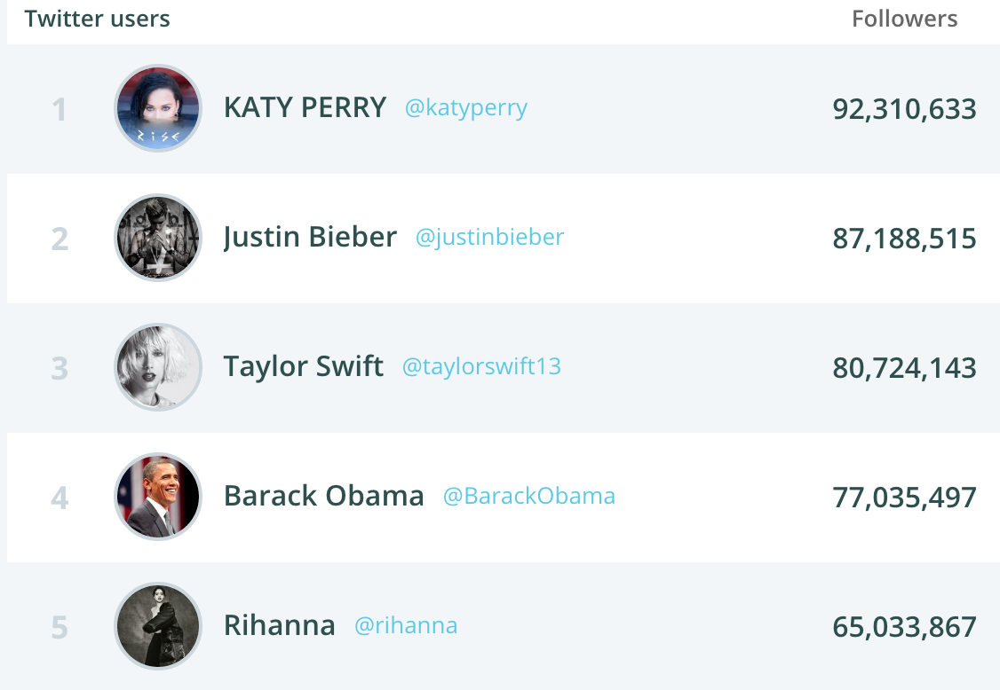 Twitter users Followers
1 Rise KATY PERRY @katyperry 92,310,633
2 Justin Bieber @justinbieber 87,188,515
3 Taylor Swift @taylorswift13 80,724,143
4 Barack Obama @BarackObama 77,035,497
5 Rihanna @rihanna 65,033,867